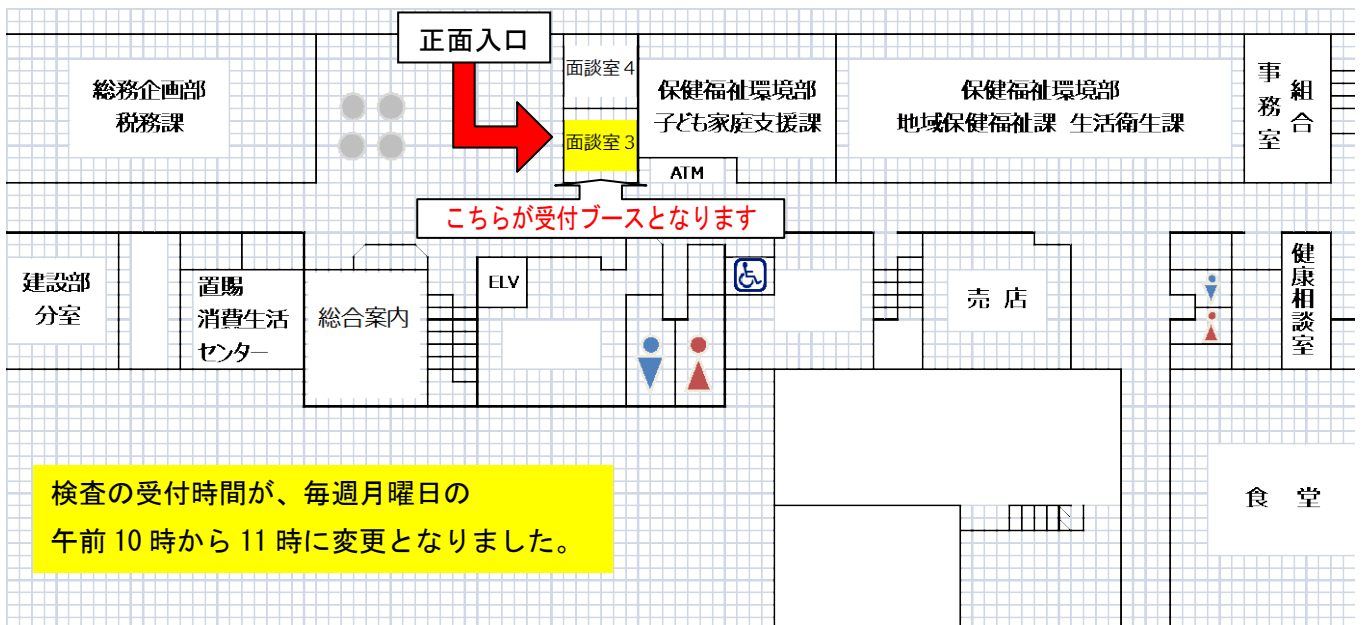 正面入口
総務企画部
税務課
面談室４
面談室３
保健福祉環境部
子ども家庭支援課
ATM
保健福祉環境部
地域保健福祉課 生活衛生課
組合
事務室
こちらが受付ブースとなります
建設部
分室
置賜
消費生活
センター
総合案内
ELV
売店
健康相談室
検査の受付時間が、毎週月曜日の
午前 10 時から 11 時に変更となりました。
食 堂